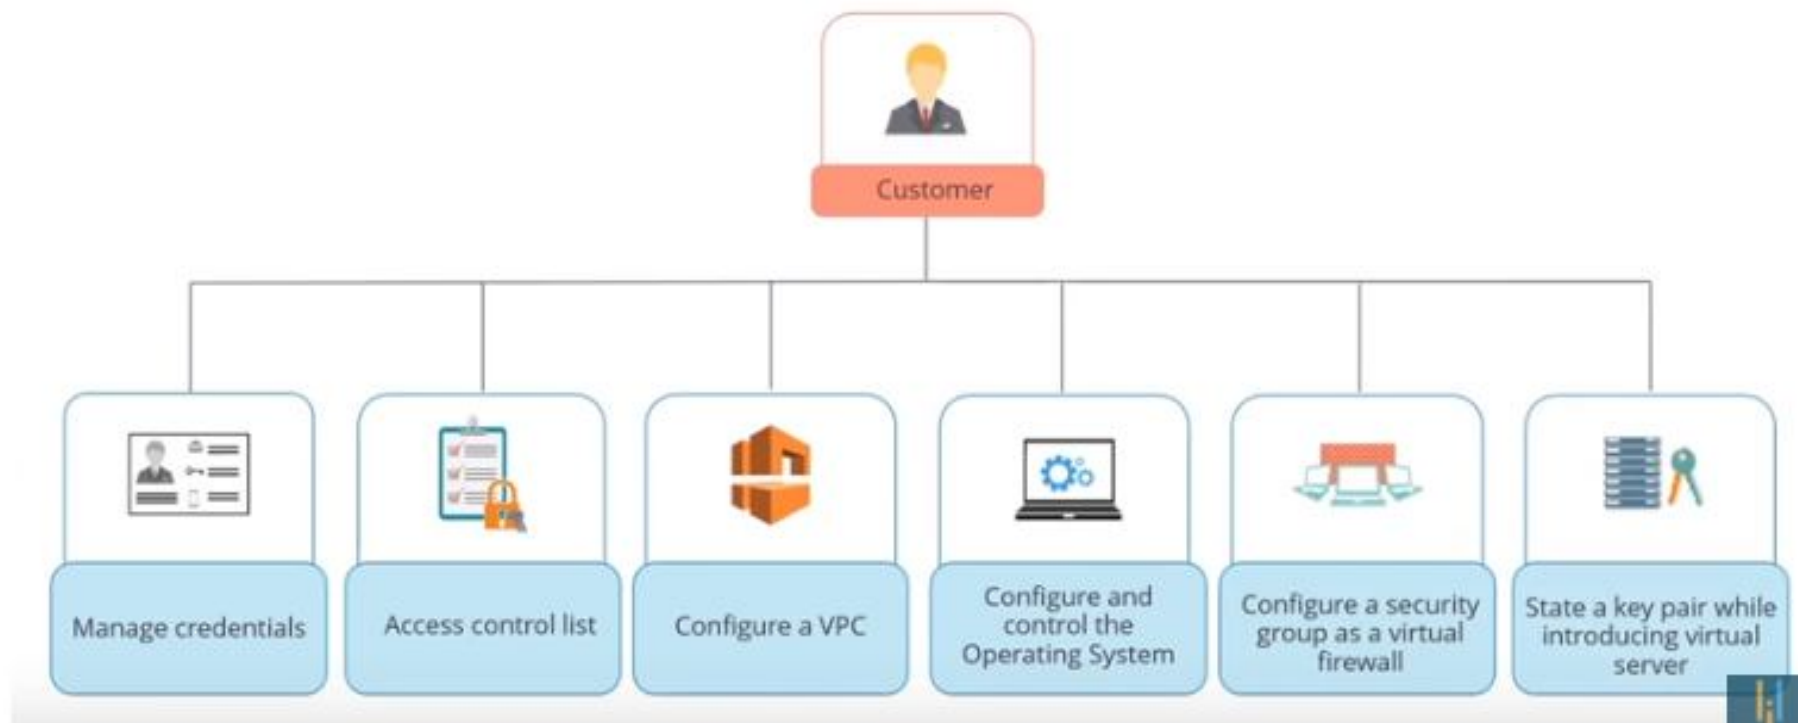 Customer
Manage credentials
Access control list
Configure a VPC
Configure and
control the
Operating System
Configure a security
group as a virtual
firewall
State a key pair while
introducing virtual
server